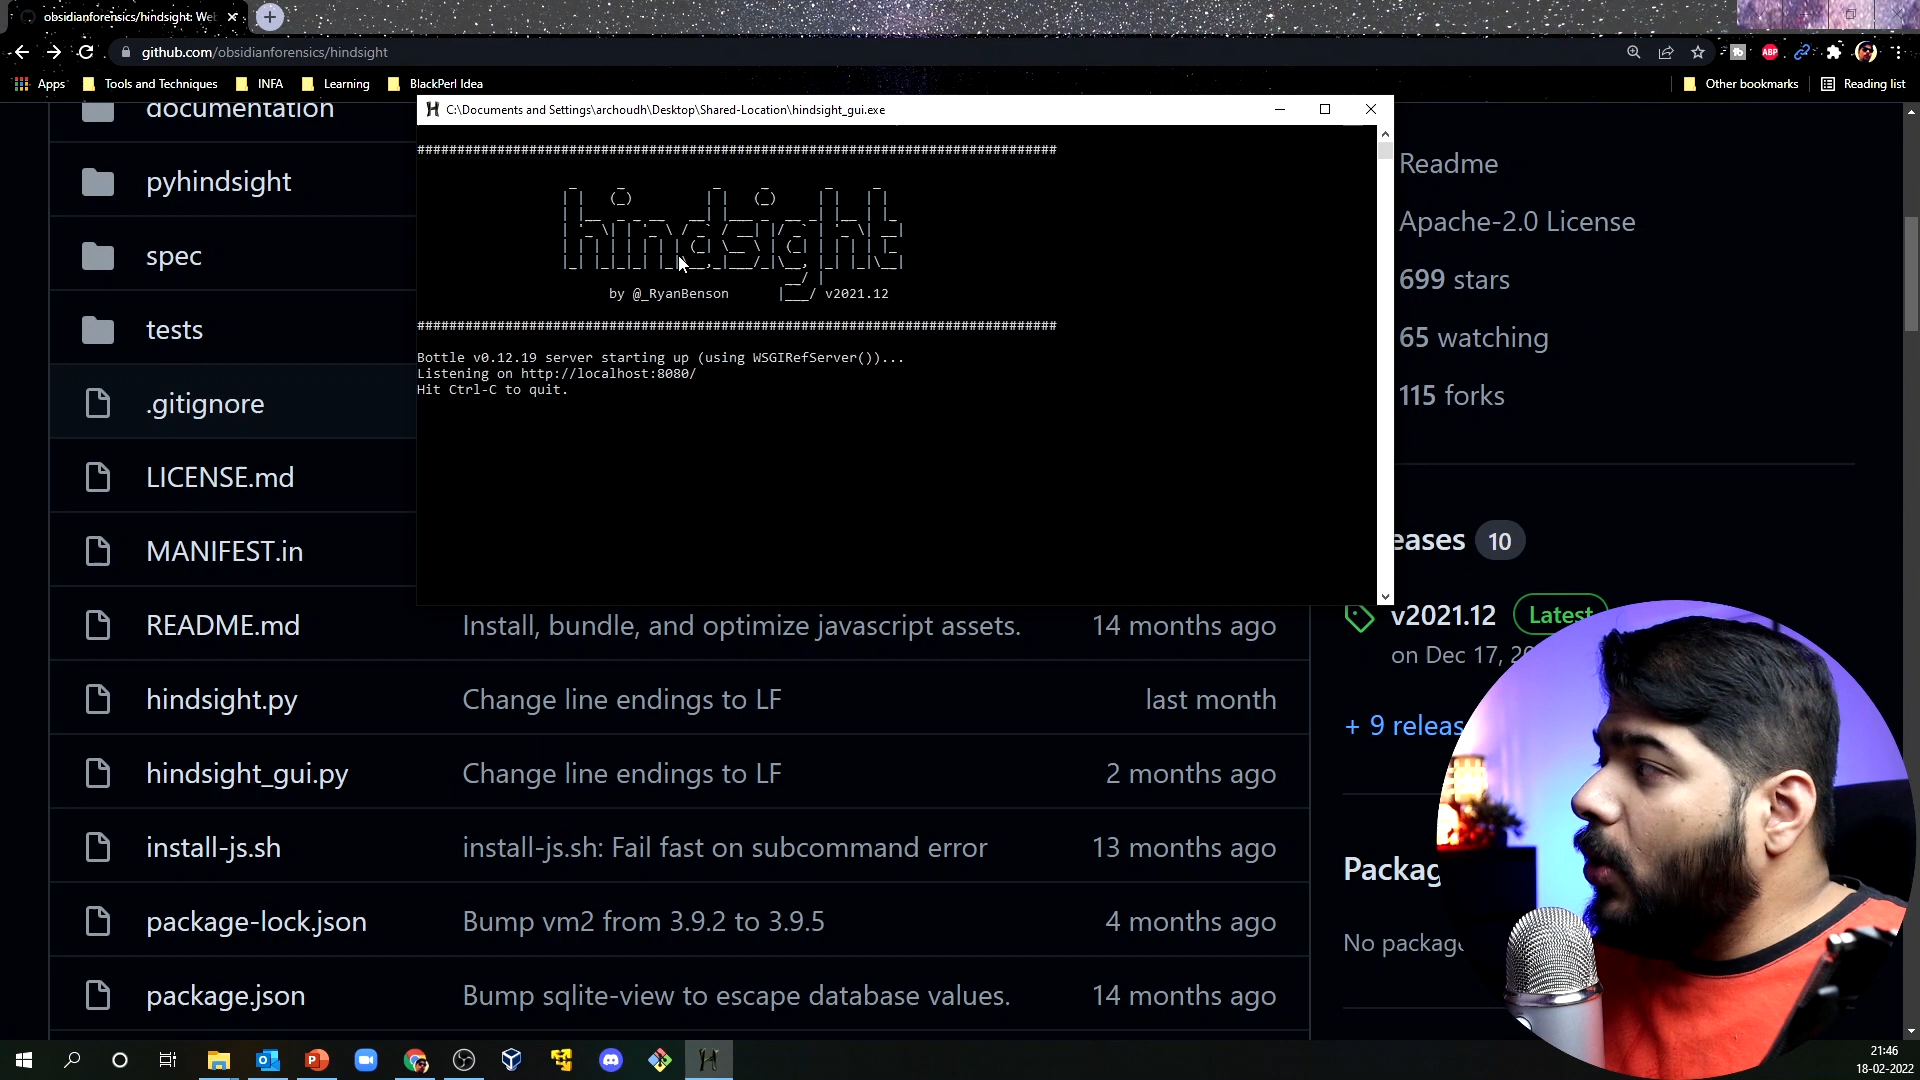 obsidianforensics/hindsight: We
github.com/obsidianforensics/hindsight
Apps Tools and Techniques INFA Learning BlackPerl Idea Other bookmarks Reading list
documentation
C:\Documents and Settings\archoudh\Desktop\Shared-Location\hindsight_gui.exe
################################################################################
hindsight
by @_RyanBenson v2021.12
################################################################################
Bottle v0.12.19 server starting up (using WSGIRefServer())...
Listening on http://localhost:8080/
Hit Ctrl-C to quit.
pyhindsight
spec
tests
.gitignore
LICENSE.md
MANIFEST.in
README.md Install, bundle, and optimize javascript assets. 14 months ago
hindsight.py Change line endings to LF last month
hindsight_gui.py Change line endings to LF 2 months ago
install-js.sh install-js.sh: Fail fast on subcommand error 13 months ago
package-lock.json Bump vm2 from 3.9.2 to 3.9.5 4 months ago
package.json Bump sqlite-view to escape database values. 14 months ago
Readme
Apache-2.0 License
699 stars
65 watching
115 forks
eases 10
v2021.12 Latest
on Dec 17, 20
+ 9 releas
Packag
No package
ABP
21:46
18-02-2022